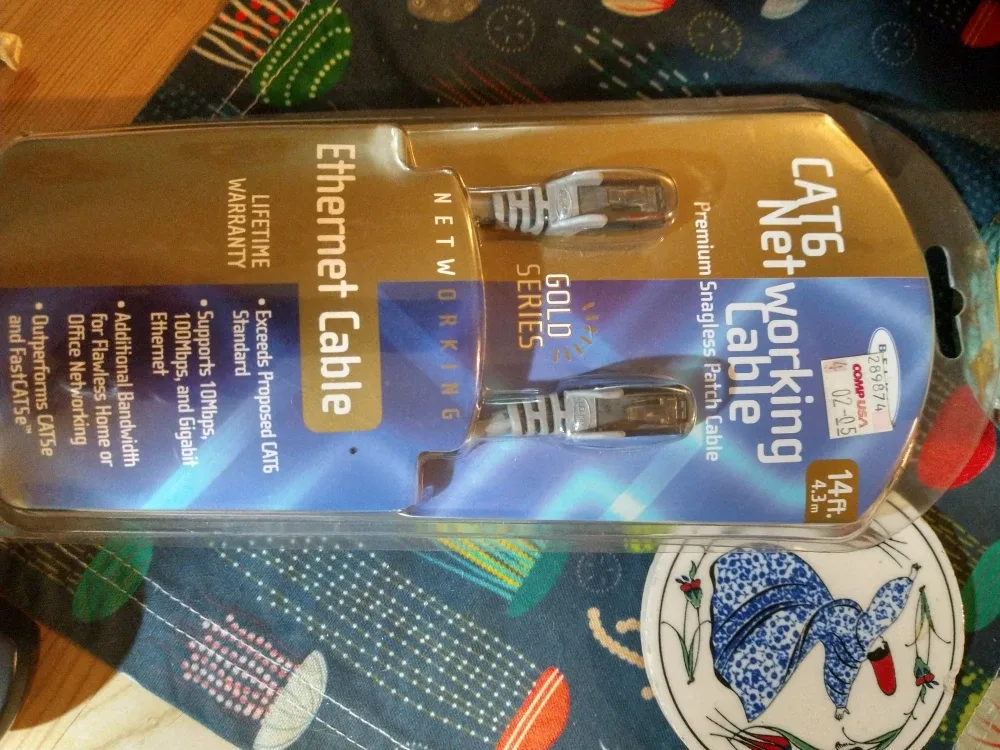 289874
COMP USA
02-05
CAT6
Networking
Cable
Premium Snagless Patch Cable
14 ft.
4.3m
GOLD
SERIES
NETWORKING
Ethernet Cable
LIFETIME
WARRANTY
• Exceeds Proposed CAT6
Standard
• Supports 10Mbps,
100Mbps, and Gigabit
Ethernet
• Additional Bandwidth
for Flawless Home or
Office Networking
• Outperforms CAT5e
and FastCAT5e™